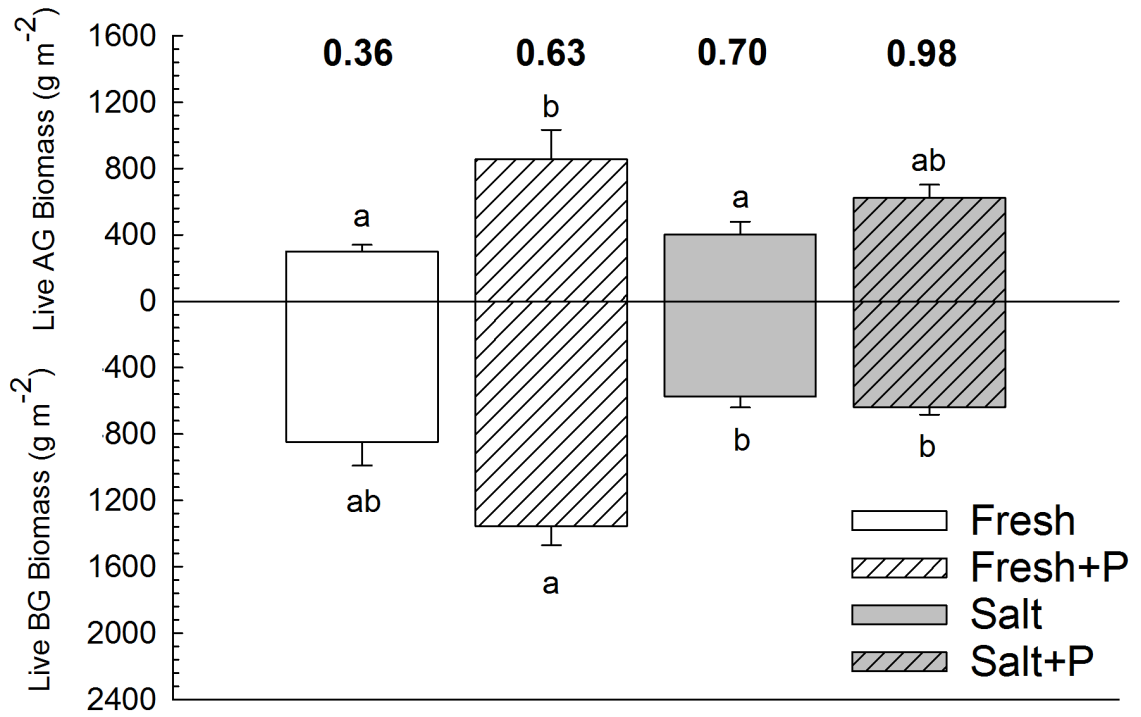 Live AG Biomass (g m-2)
Live BG Biomass (g m-2)
1600
1200
800
400
0
400
800
1200
1600
2000
2400
0.36 0.63 0.70 0.98
a b a ab
ab a b b
Fresh
Fresh+P
Salt
Salt+P